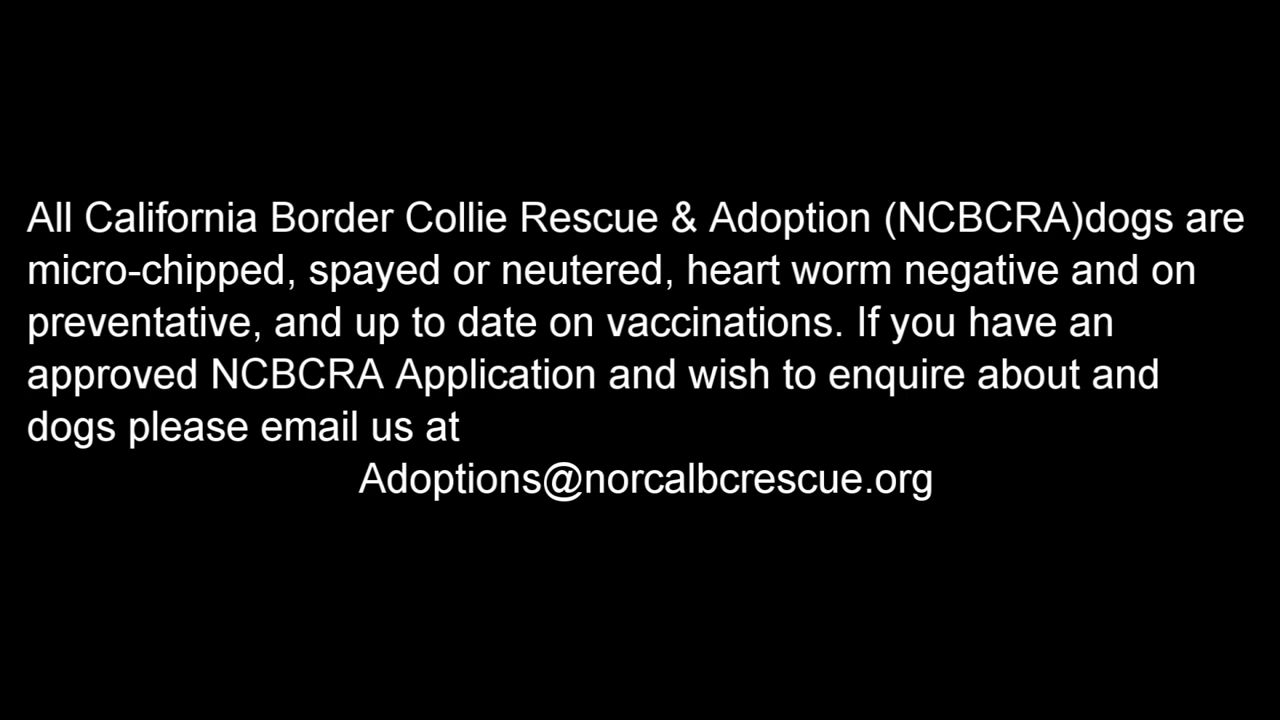 All California Border Collie Rescue & Adoption (NCBCRA)dogs are
micro-chipped, spayed or neutered, heart worm negative and on
preventative, and up to date on vaccinations. If you have an
approved NCBCRA Application and wish to enquire about and
dogs please email us at
Adoptions@norcalbcrescue.org